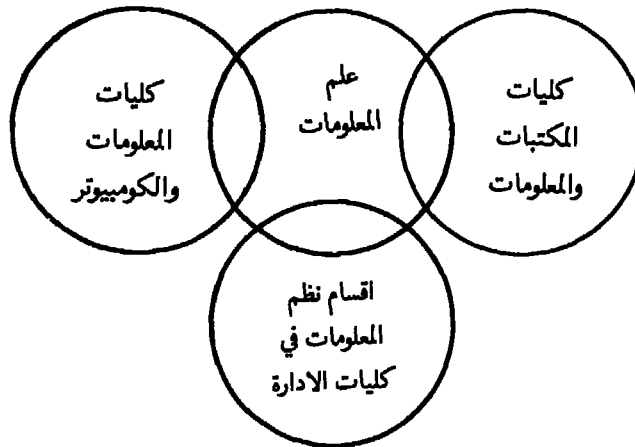 كليات
المكتبات
والمعلومات
علم
المعلومات
كليات
المعلومات
والكومبيوتر
اقسام نظم
المعلومات في
كليات الادارة